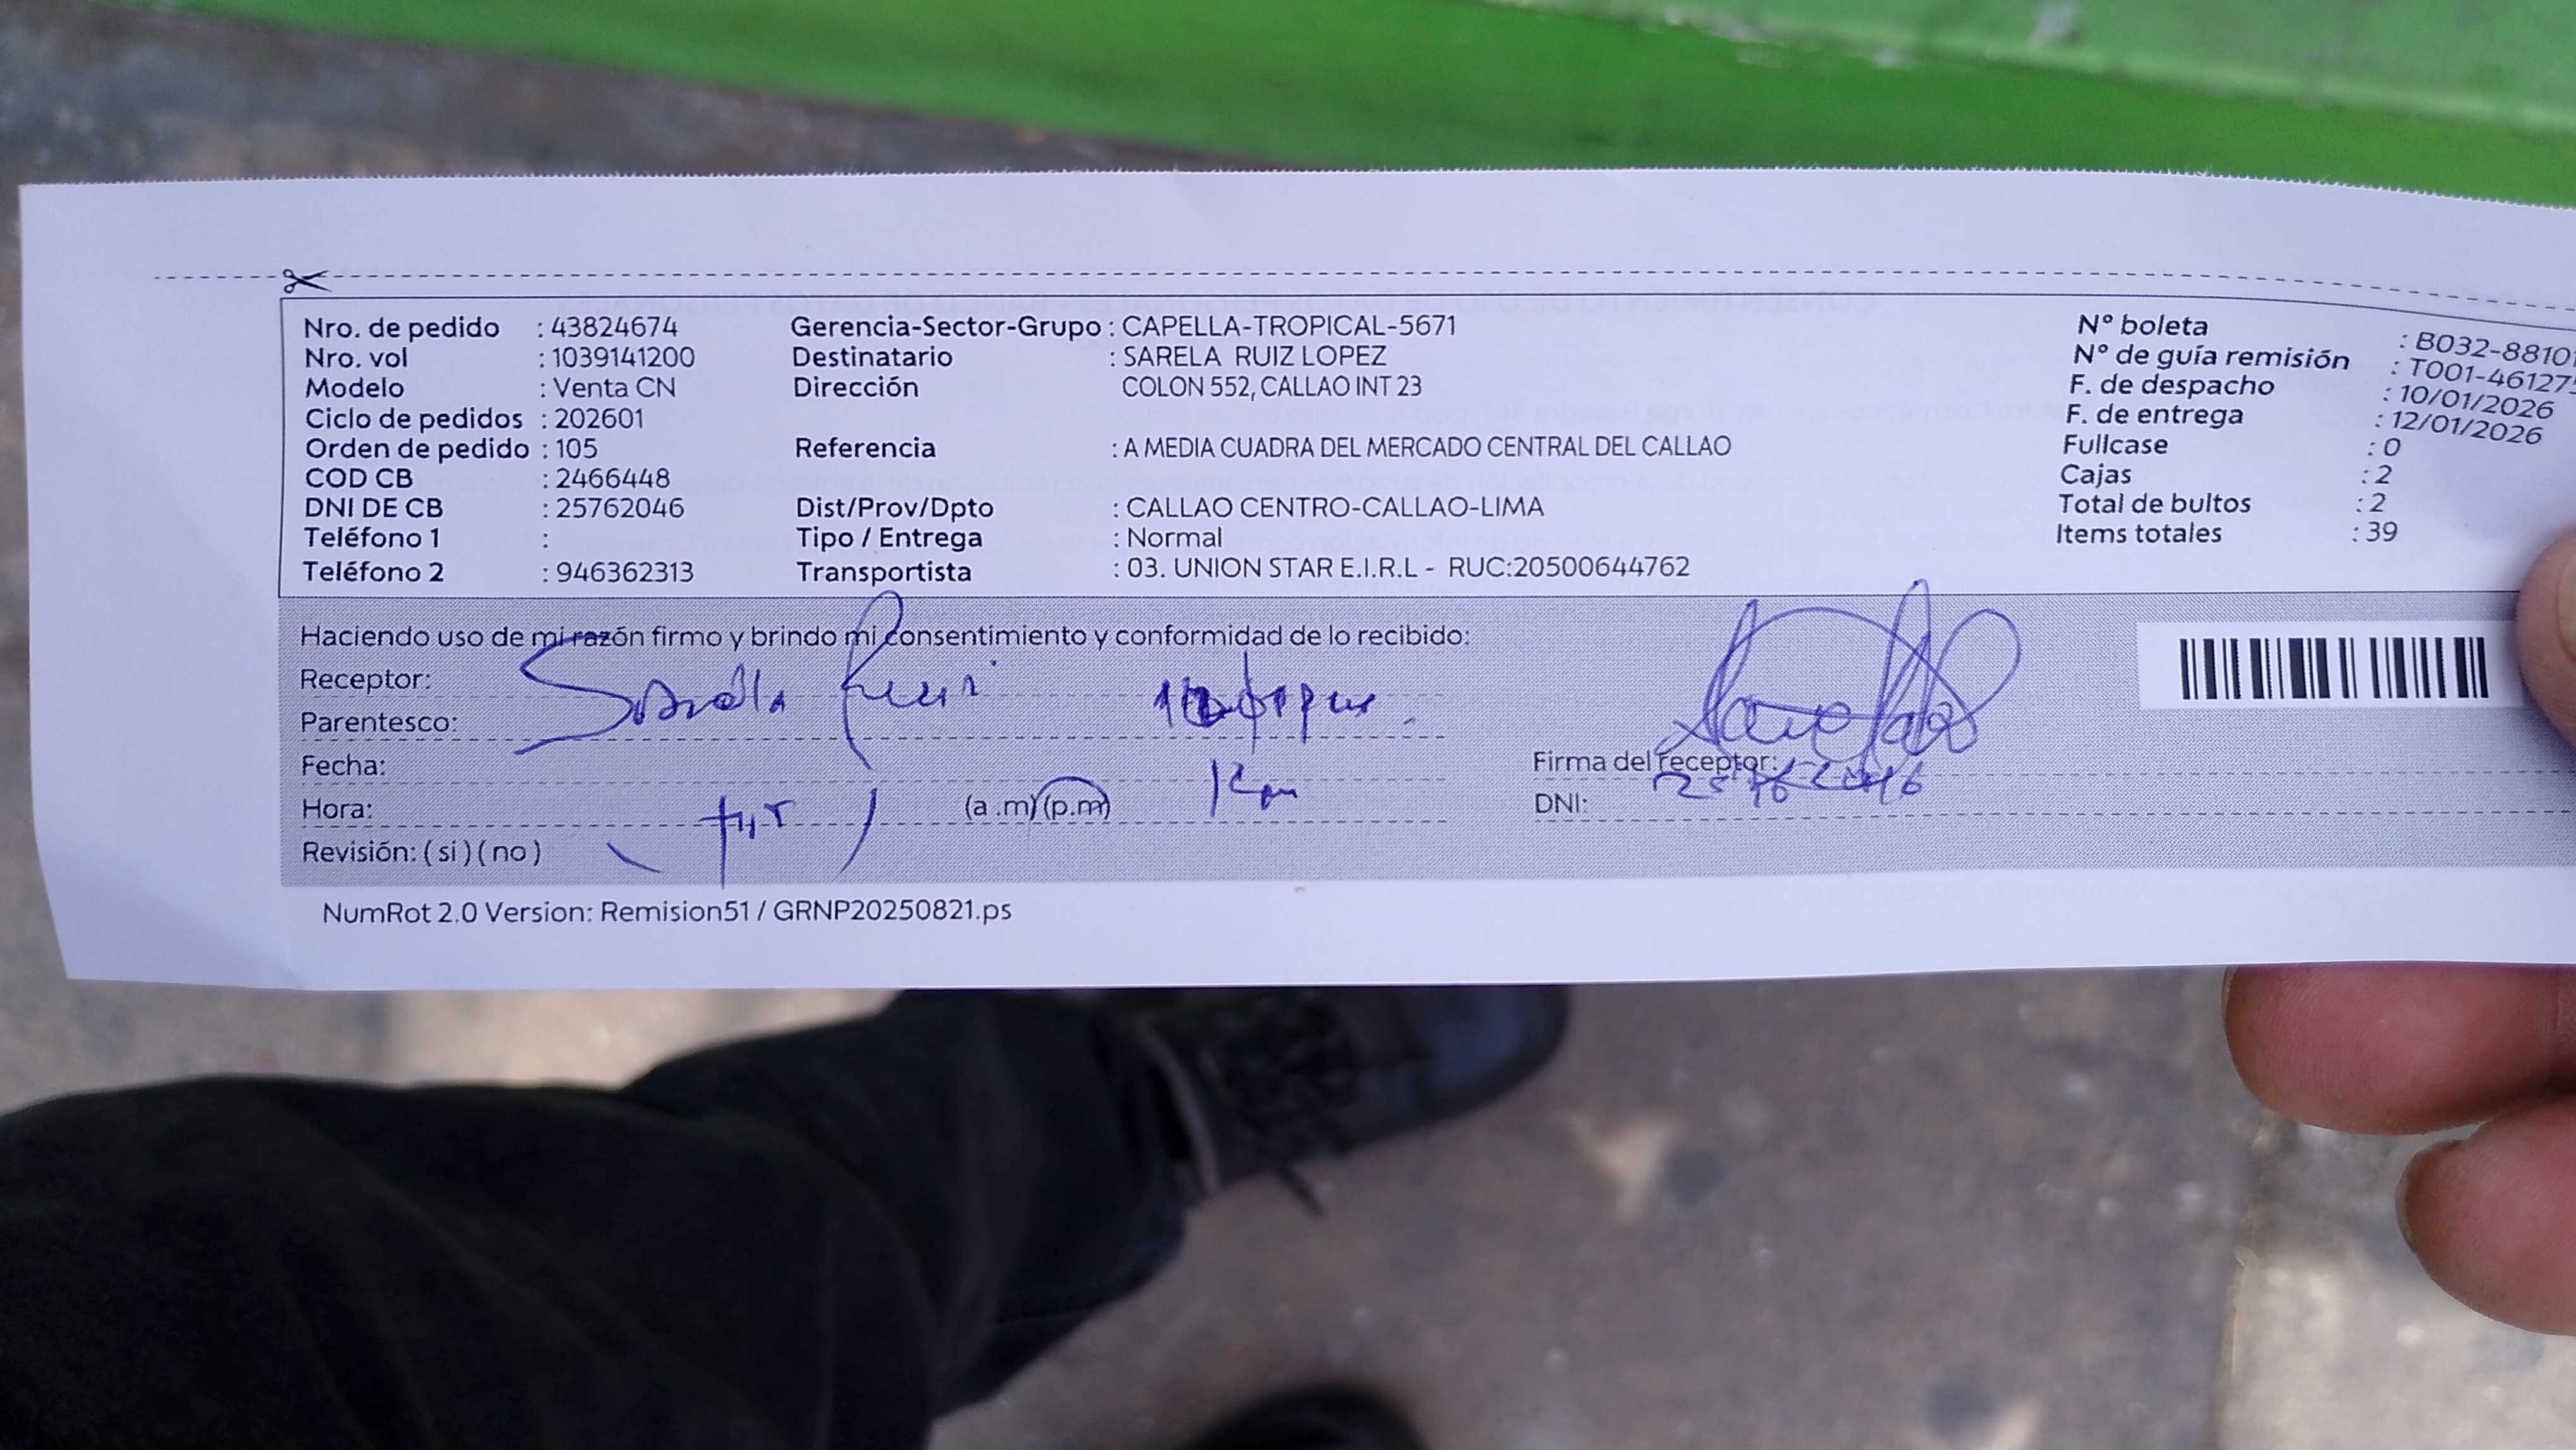 Nro. de pedido : 43824674
Nro. vol : 1039141200
Modelo : Venta CN
Ciclo de pedidos : 202601
Orden de pedido : 105
COD CB : 2466448
DNI DE CB : 25762046
Teléfono 1 :
Teléfono 2 : 946362313
Gerencia-Sector-Grupo : CAPELLA-TROPICAL-5671
Destinatario : SARELA RUIZ LOPEZ
Dirección COLON 552, CALLAO INT 23
Referencia : A MEDIA CUADRA DEL MERCADO CENTRAL DEL CALLAO
Dist/Prov/Dpto : CALLAO CENTRO-CALLAO-LIMA
Tipo / Entrega : Normal
Transportista : 03. UNION STAR E.I.R.L - RUC:20500644762
N° boleta : B032-8810
N° de guía remisión : T001-46127
F. de despacho : 10/01/2026
F. de entrega : 12/01/2026
Fullcase : 0
Cajas : 2
Total de bultos : 2
Items totales : 39
Haciendo uso de mi razón firmo y brindo mi consentimiento y conformidad de lo recibido:
Receptor:
Parentesco:
Fecha:
Hora: (a .m) (p.m)
Revisión: ( si ) ( no )
Firma del receptor:
DNI: 25762046
NumRot 2.0 Version: Remision51 / GRNP20250821.ps